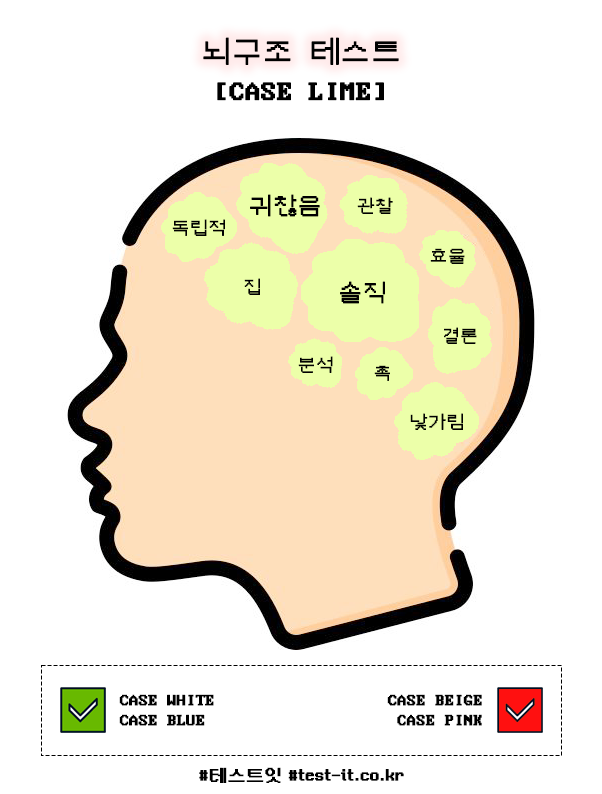 뇌구조 테스트
[CASE LIME]
귀찮음
관찰
독립적
효율
집
솔직
결론
분석
촉
낯가림
CASE WHITE
CASE BLUE
CASE BEIGE
CASE PINK
#테스트잇 #test-it.co.kr